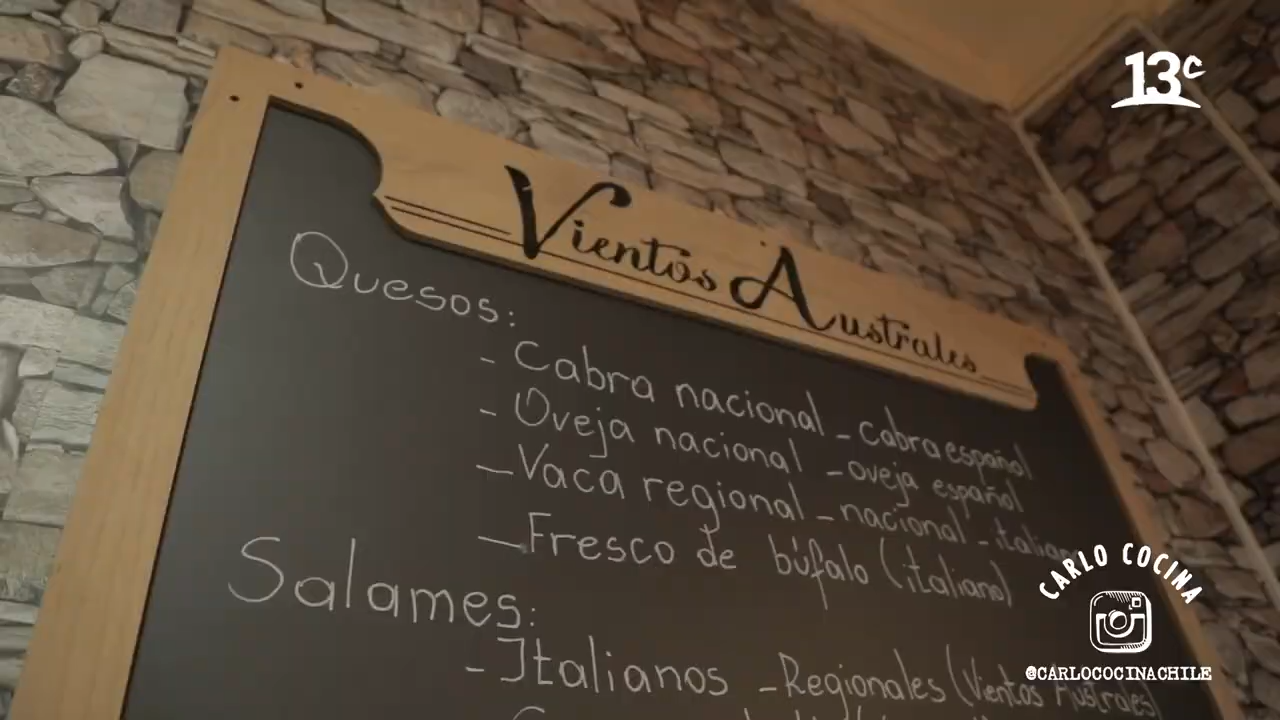 13c
Vientos Australes
Quesos:
- Cabra nacional - cabra español
- Oveja nacional - oveja español
- Vaca regional - nacional - italiano
- Fresco de búfalo (italiano)
Salames:
- Italianos - Regionales (Vientos Australes)
CARLO COCINA
@CARLOCOCINACHILE